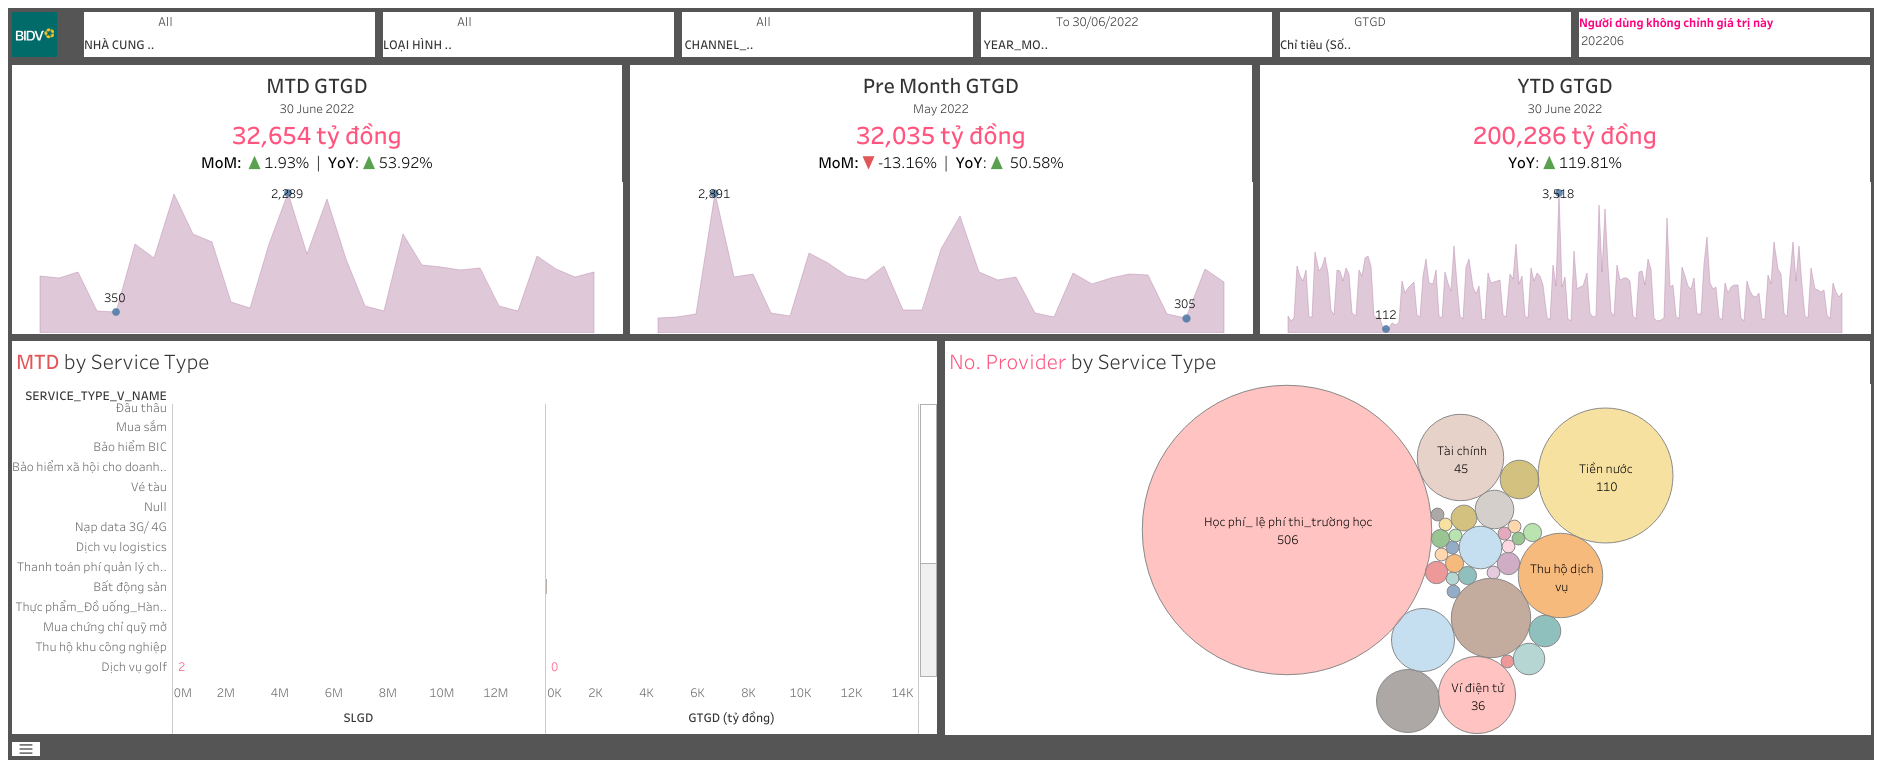 BIDV
All
NHÀ CUNG ..
All
LOẠI HÌNH ..
All
CHANNEL_..
To 30/06/2022
YEAR_MO..
GTGD
Chỉ tiêu (Số..
Người dùng không chỉnh giá trị này
202206
MTD GTGD
30 June 2022
32,654 tỷ đồng
MoM: ▲ 1.93% | YoY: ▲ 53.92%
2,289
350
Pre Month GTGD
May 2022
32,035 tỷ đồng
MoM: ▼ -13.16% | YoY: ▲ 50.58%
2,891
305
YTD GTGD
30 June 2022
200,286 tỷ đồng
YoY: ▲ 119.81%
3,518
112
MTD by Service Type
SERVICE_TYPE_V_NAME
Đấu thầu
Mua sắm
Bảo hiểm BIC
Bảo hiểm xã hội cho doanh..
Vé tàu
Null
Nạp data 3G/ 4G
Dịch vụ logistics
Thanh toán phí quản lý ch..
Bất động sản
Thực phẩm_Đồ uống_Hàn..
Mua chứng chỉ quỹ mở
Thu hộ khu công nghiệp
Dịch vụ golf 2 0
0M 2M 4M 6M 8M 10M 12M
0K 2K 4K 6K 8K 10K 12K 14K
SLGD
GTGD (tỷ đồng)
No. Provider by Service Type
Tài chính
45
Tiền nước
110
Học phí_ lệ phí thi_trường học
506
Thu hộ dịch
vụ
Ví điện tử
36